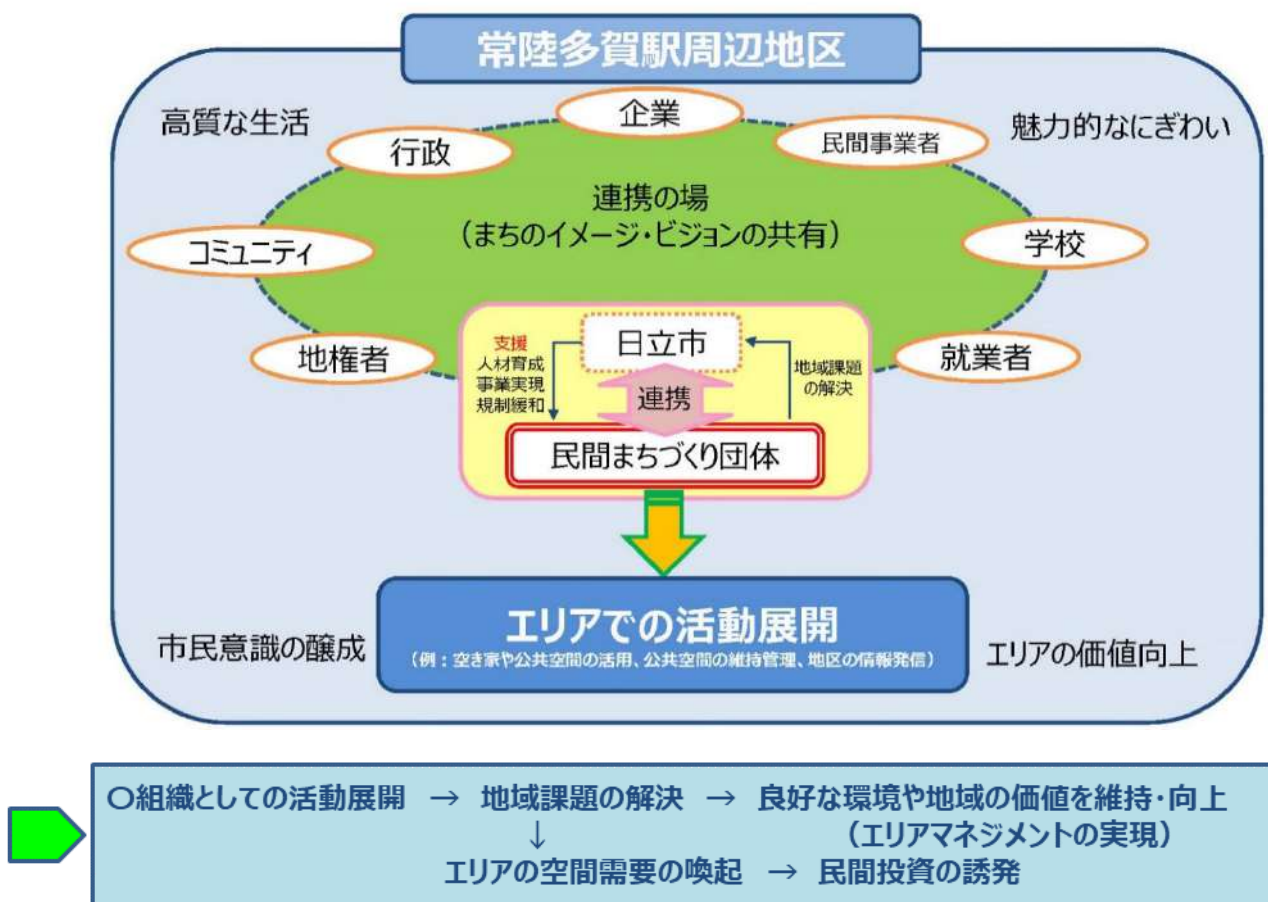 常陸多賀駅周辺地区
高質な生活
魅力的なにぎわい
企業
行政
民間事業者
連携の場
（まちのイメージ・ビジョンの共有）
コミュニティ
学校
地権者
就業者
支援
人材育成
事業実現
規制緩和
日立市
連携
地域課題
の解決
民間まちづくり団体
エリアでの活動展開
（例：空き家や公共空間の活用、公共空間の維持管理、地区の情報発信）
市民意識の醸成
エリアの価値向上
〇組織としての活動展開 → 地域課題の解決 → 良好な環境や地域の価値を維持・向上
↓ （エリアマネジメントの実現）
エリアの空間需要の喚起 → 民間投資の誘発